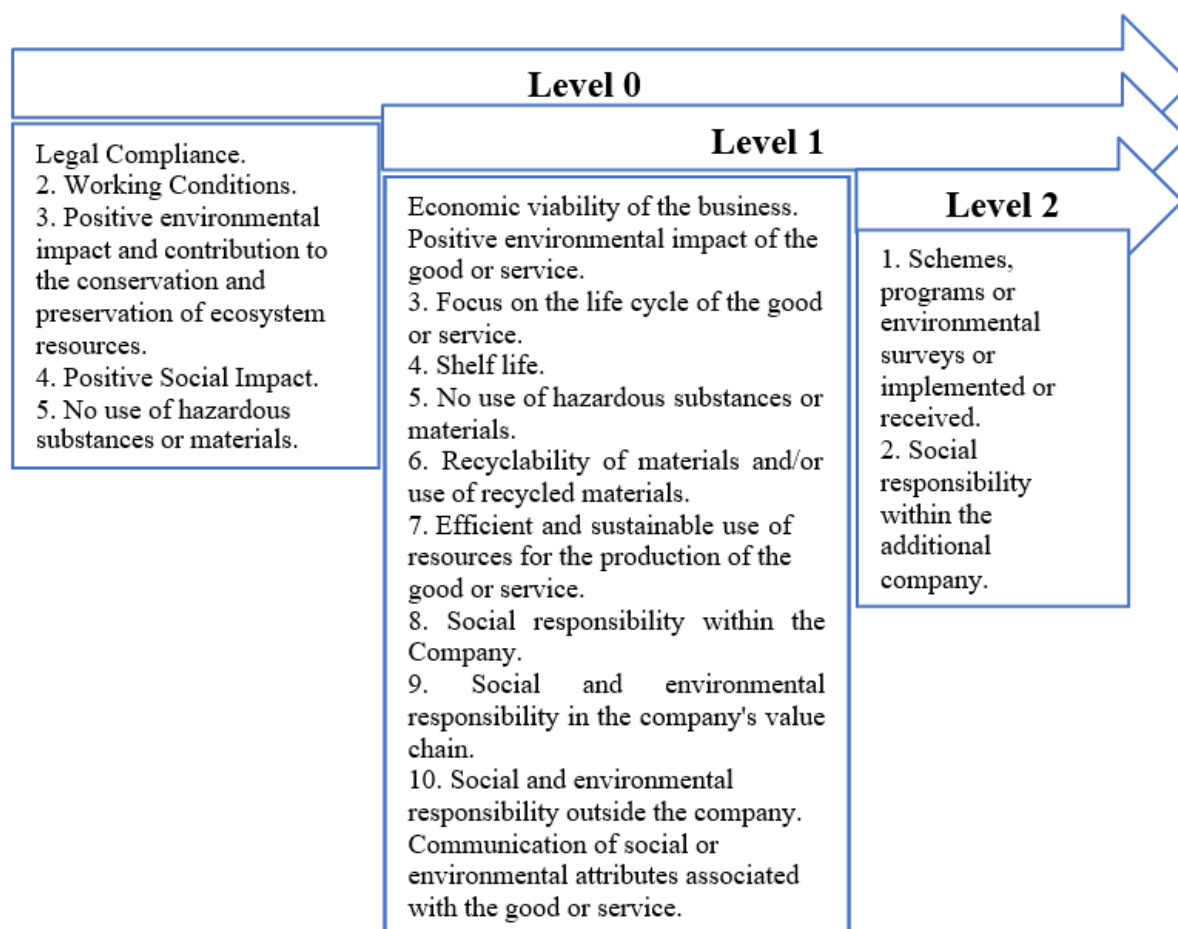 Level 0
Legal Compliance.
2. Working Conditions.
3. Positive environmental
impact and contribution to
the conservation and
preservation of ecosystem
resources.
4. Positive Social Impact.
5. No use of hazardous
substances or materials.
Level 1
Economic viability of the business.
Positive environmental impact of the
good or service.
3. Focus on the life cycle of the good
or service.
4. Shelf life.
5. No use of hazardous substances or
materials.
6. Recyclability of materials and/or
use of recycled materials.
7. Efficient and sustainable use of
resources for the production of the
good or service.
8. Social responsibility within the
Company.
9. Social and environmental
responsibility in the company's value
chain.
10. Social and environmental
responsibility outside the company.
Communication of social or
environmental attributes associated
with the good or service.
Level 2
1. Schemes,
programs or
environmental
surveys or
implemented or
received.
2. Social
responsibility
within the
additional
company.